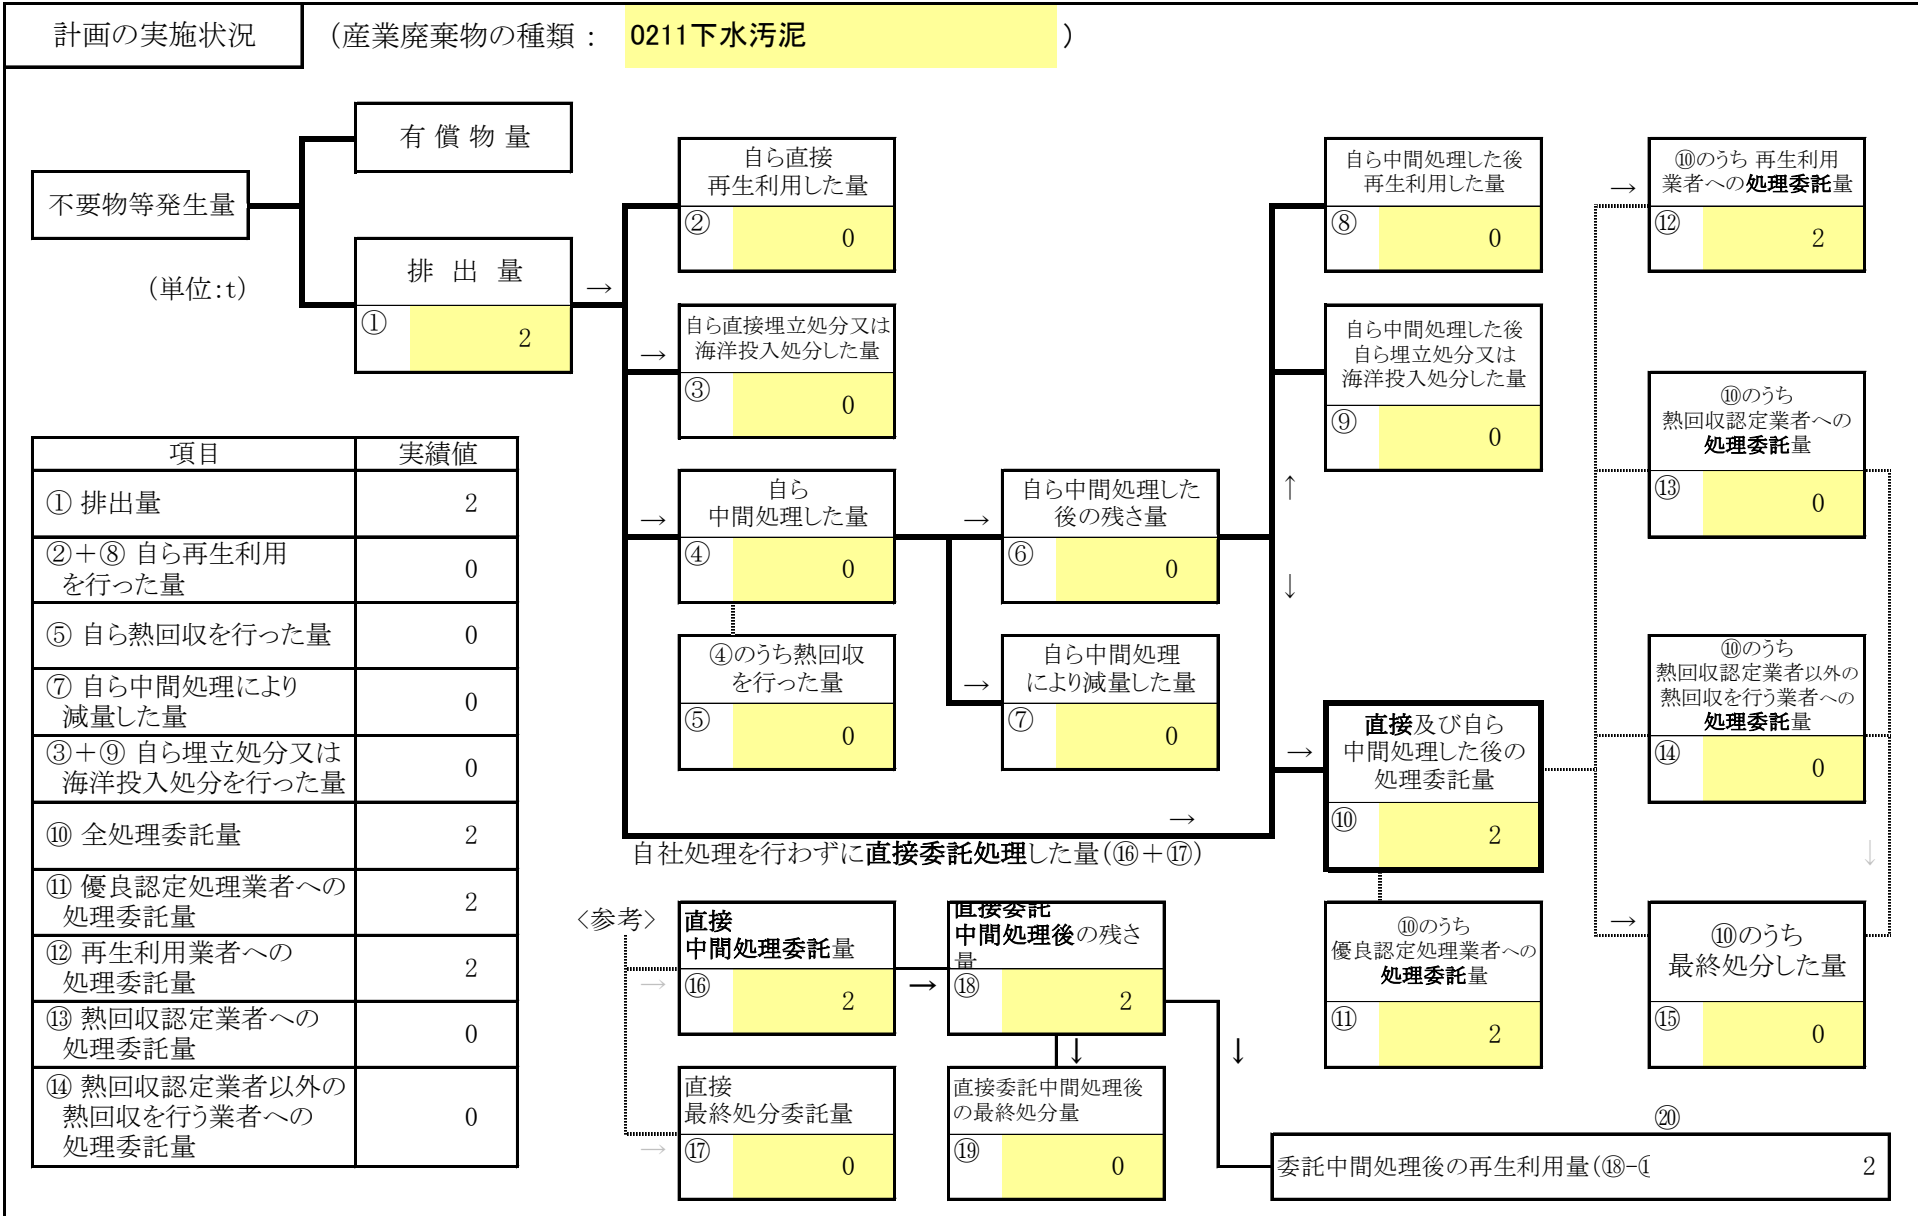 計画の実施状況
(産業廃棄物の種類： 0211下水汚泥 )
有 償 物 量
不要物等発生量
(単位:t)
排 出 量
→
①
2
自ら直接
再生利用した量
②
0
→
自ら直接埋立処分又は
海洋投入処分した量
③
0
→
自ら
中間処理した量
④
0
④のうち熱回収
を行った量
⑤
0
→
自ら中間処理した
後の残さ量
⑥
0
→
自ら中間処理
により減量した量
⑦
0
自ら中間処理した後
再生利用した量
⑧
0
自ら中間処理した後
自ら埋立処分又は
海洋投入処分した量
⑨
0
↑
↓
→
直接及び自ら
中間処理した後の
処理委託量
⑩
2
⑩のうち
優良認定処理業者への
処理委託量
⑪
2
→
⑩のうち 再生利用
業者への処理委託量
⑫
2
⑩のうち
熱回収認定業者への
処理委託量
⑬
0
⑩のうち
熱回収認定業者以外の
熱回収を行う業者への
処理委託量
⑭
0
↓
→
⑩のうち
最終処分した量
⑮
0
項目 実績値
① 排出量 2
②＋⑧ 自ら再生利用
を行った量 0
⑤ 自ら熱回収を行った量 0
⑦ 自ら中間処理により
減量した量 0
③＋⑨ 自ら埋立処分又は
海洋投入処分を行った量 0
⑩ 全処理委託量 2
⑪ 優良認定処理業者への
処理委託量 2
⑫ 再生利用業者への
処理委託量 2
⑬ 熱回収認定業者への
処理委託量 0
⑭ 熱回収認定業者以外の
熱回収を行う業者への
処理委託量 0
→
自社処理を行わずに直接委託処理した量(⑯＋⑰)
〈参考〉
→
直接
中間処理委託量
⑯
2
→
直接委託
中間処理後の残さ
量
⑱
2
↓
↓
→
直接
最終処分委託量
⑰
0
直接委託中間処理後
の最終処分量
⑲
0
⑳
委託中間処理後の再生利用量(⑱-
2